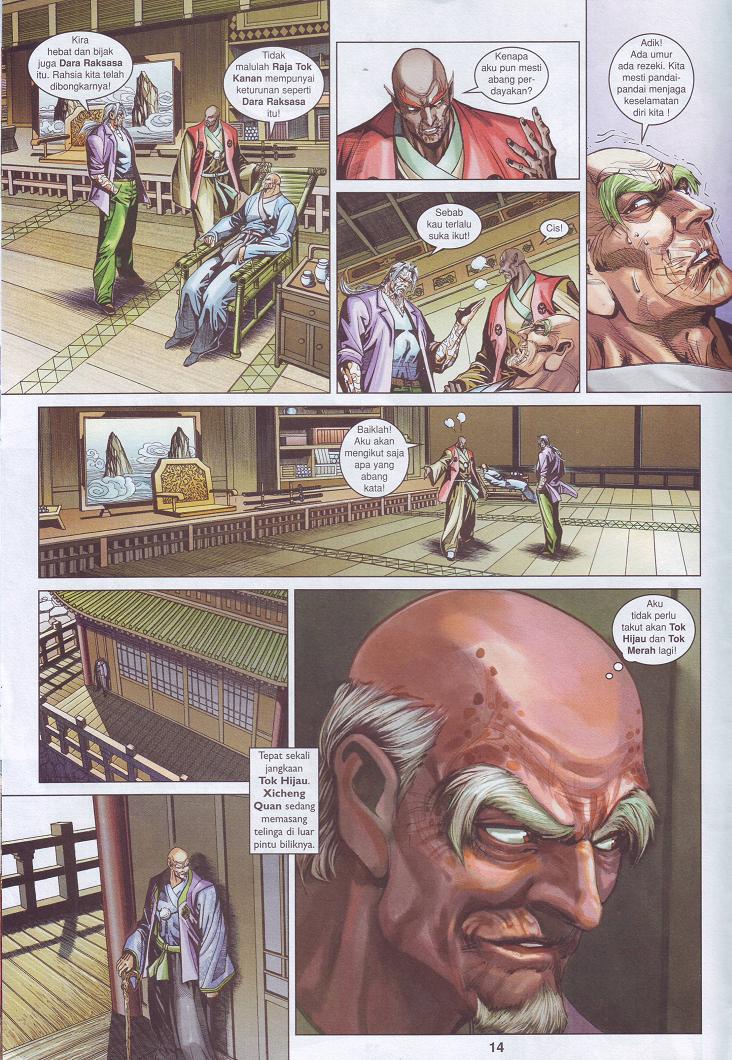 Kira
hebat dan bijak
juga Dara Raksasa
itu. Rahsia kita telah
dibongkarnya!
Tidak
malulah Raja Tok
Kanan mempunyai
keturunan seperti
Dara Raksasa
itu!
Kenapa
aku pun mesti
abang per-
dayakan?
Adik!
Ada umur
ada rezeki. Kita
mesti pandai-
pandai menjaga
keselamatan
diri kita !
Sebab
kau terlalu
suka ikut!
Cis!
Baiklah!
Aku akan
mengikut saja
apa yang
abang
kata!
Aku
tidak perlu
takut akan Tok
Hijau dan Tok
Merah lagi!
Tepat sekali
jangkaan
Tok Hijau.
Xicheng
Quan sedang
memasang
telinga di luar
pintu biliknya.
14